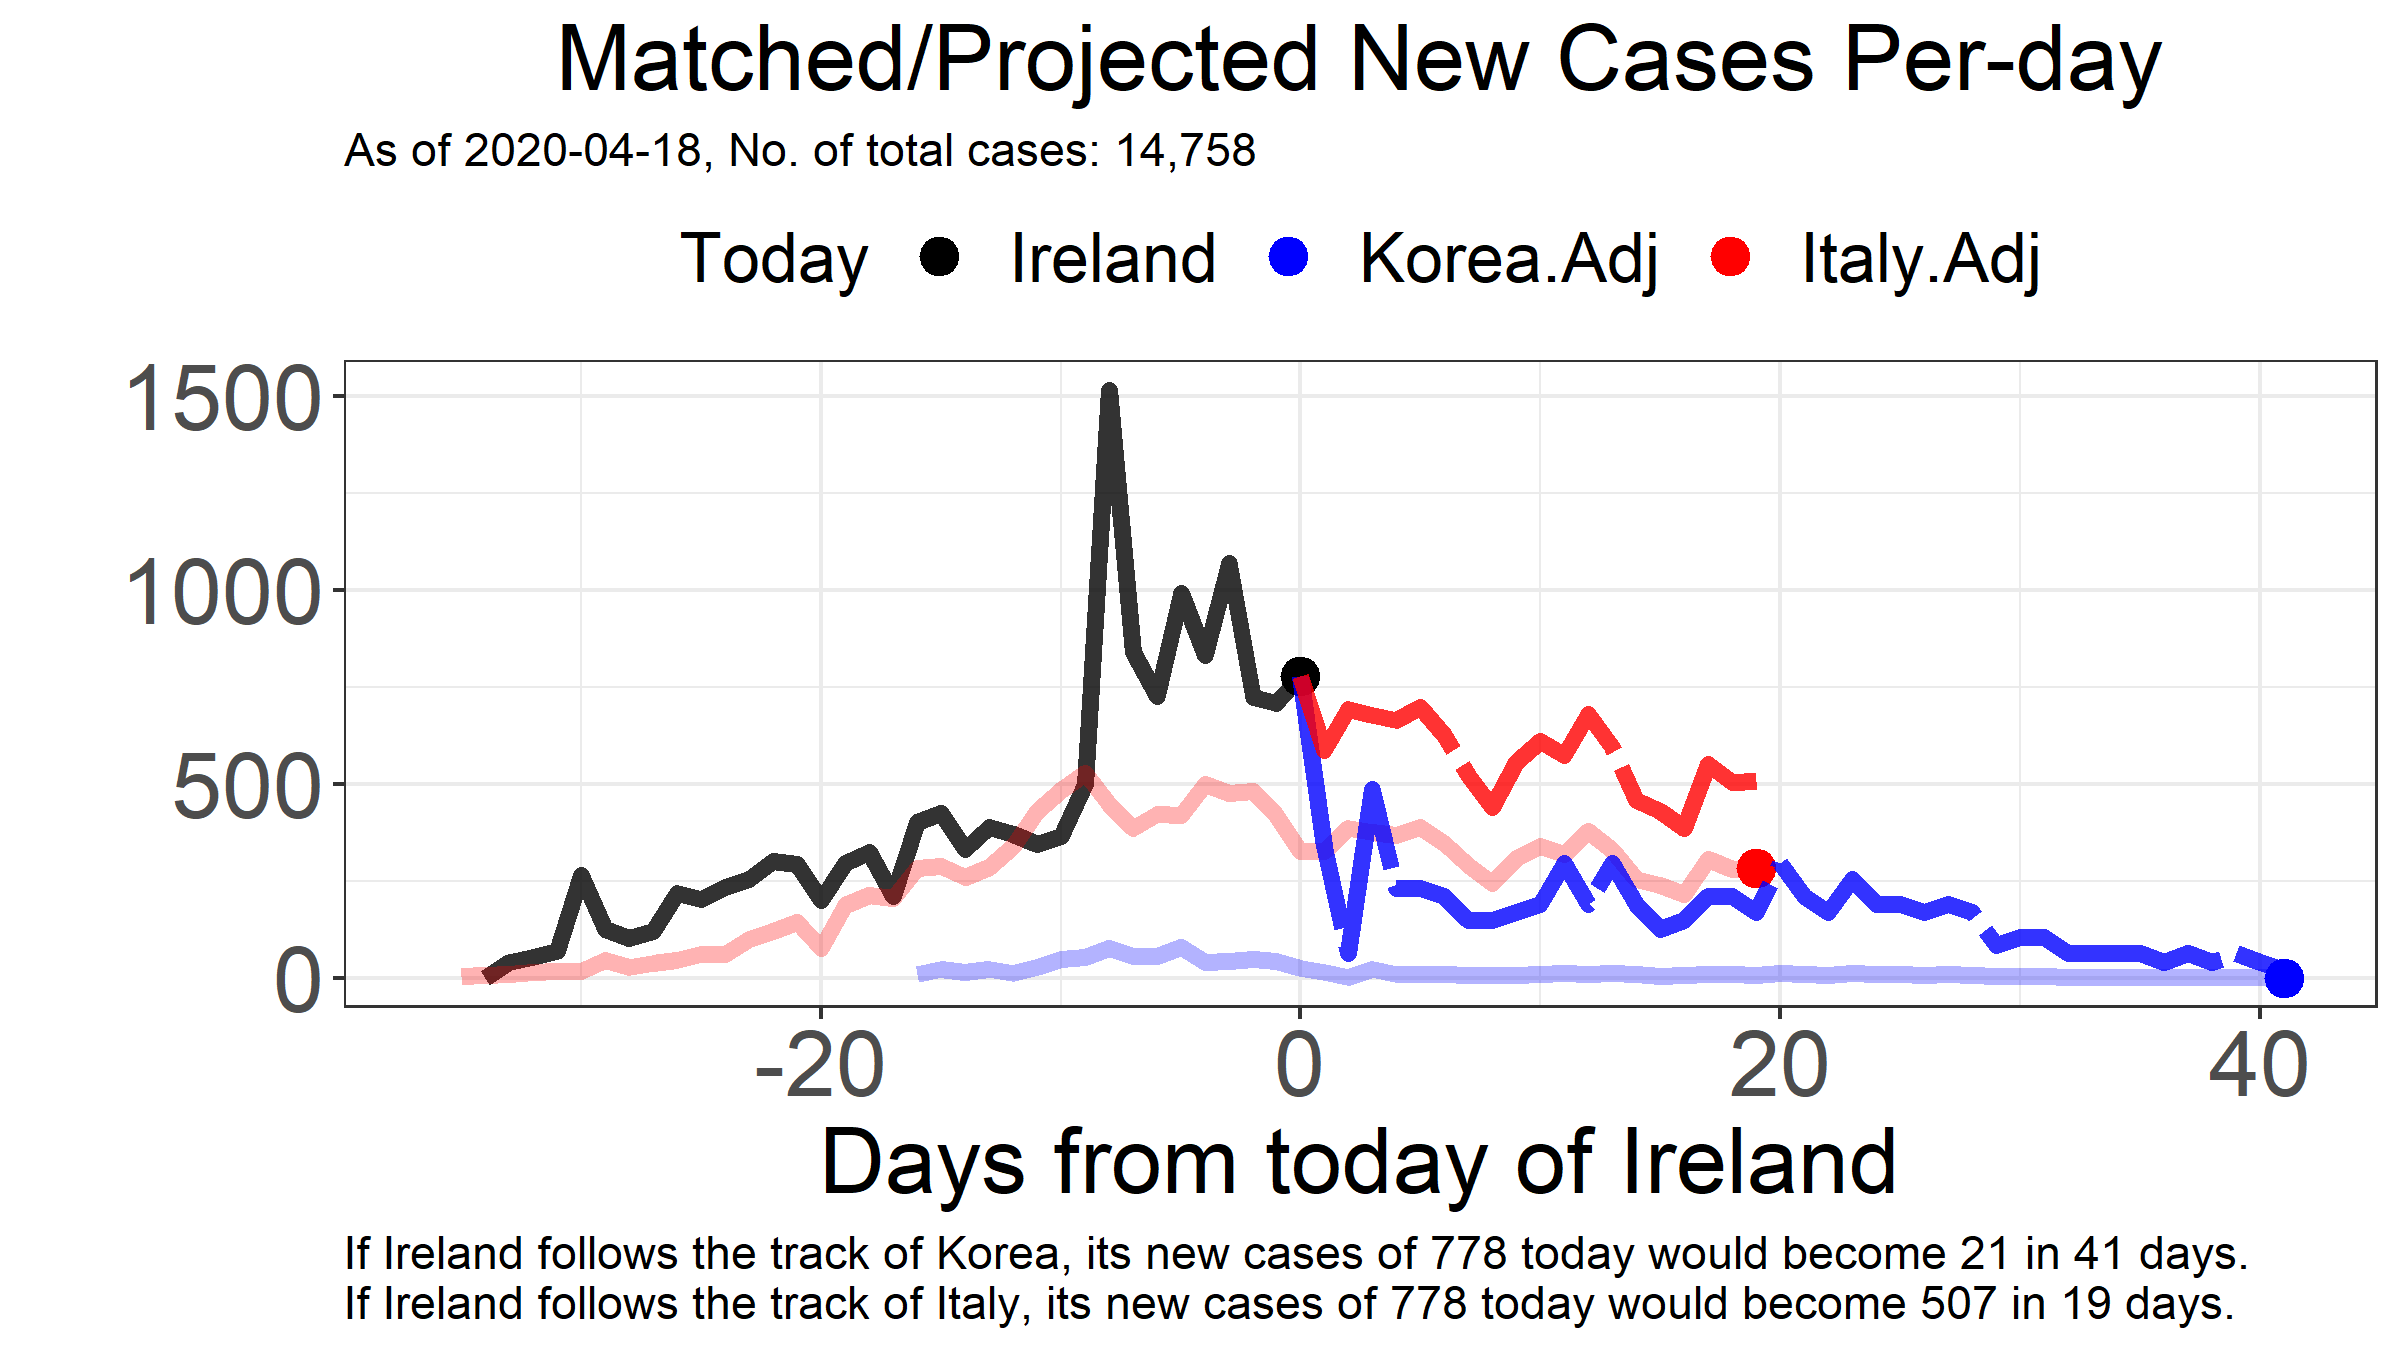 Matched/Projected New Cases Per-day
As of 2020-04-18, No. of total cases: 14,758
Today Ireland Korea.Adj Italy.Adj
1500
1000
500
0
-20 0 20 40
Days from today of Ireland
If Ireland follows the track of Korea, its new cases of 778 today would become 21 in 41 days.
If Ireland follows the track of Italy, its new cases of 778 today would become 507 in 19 days.